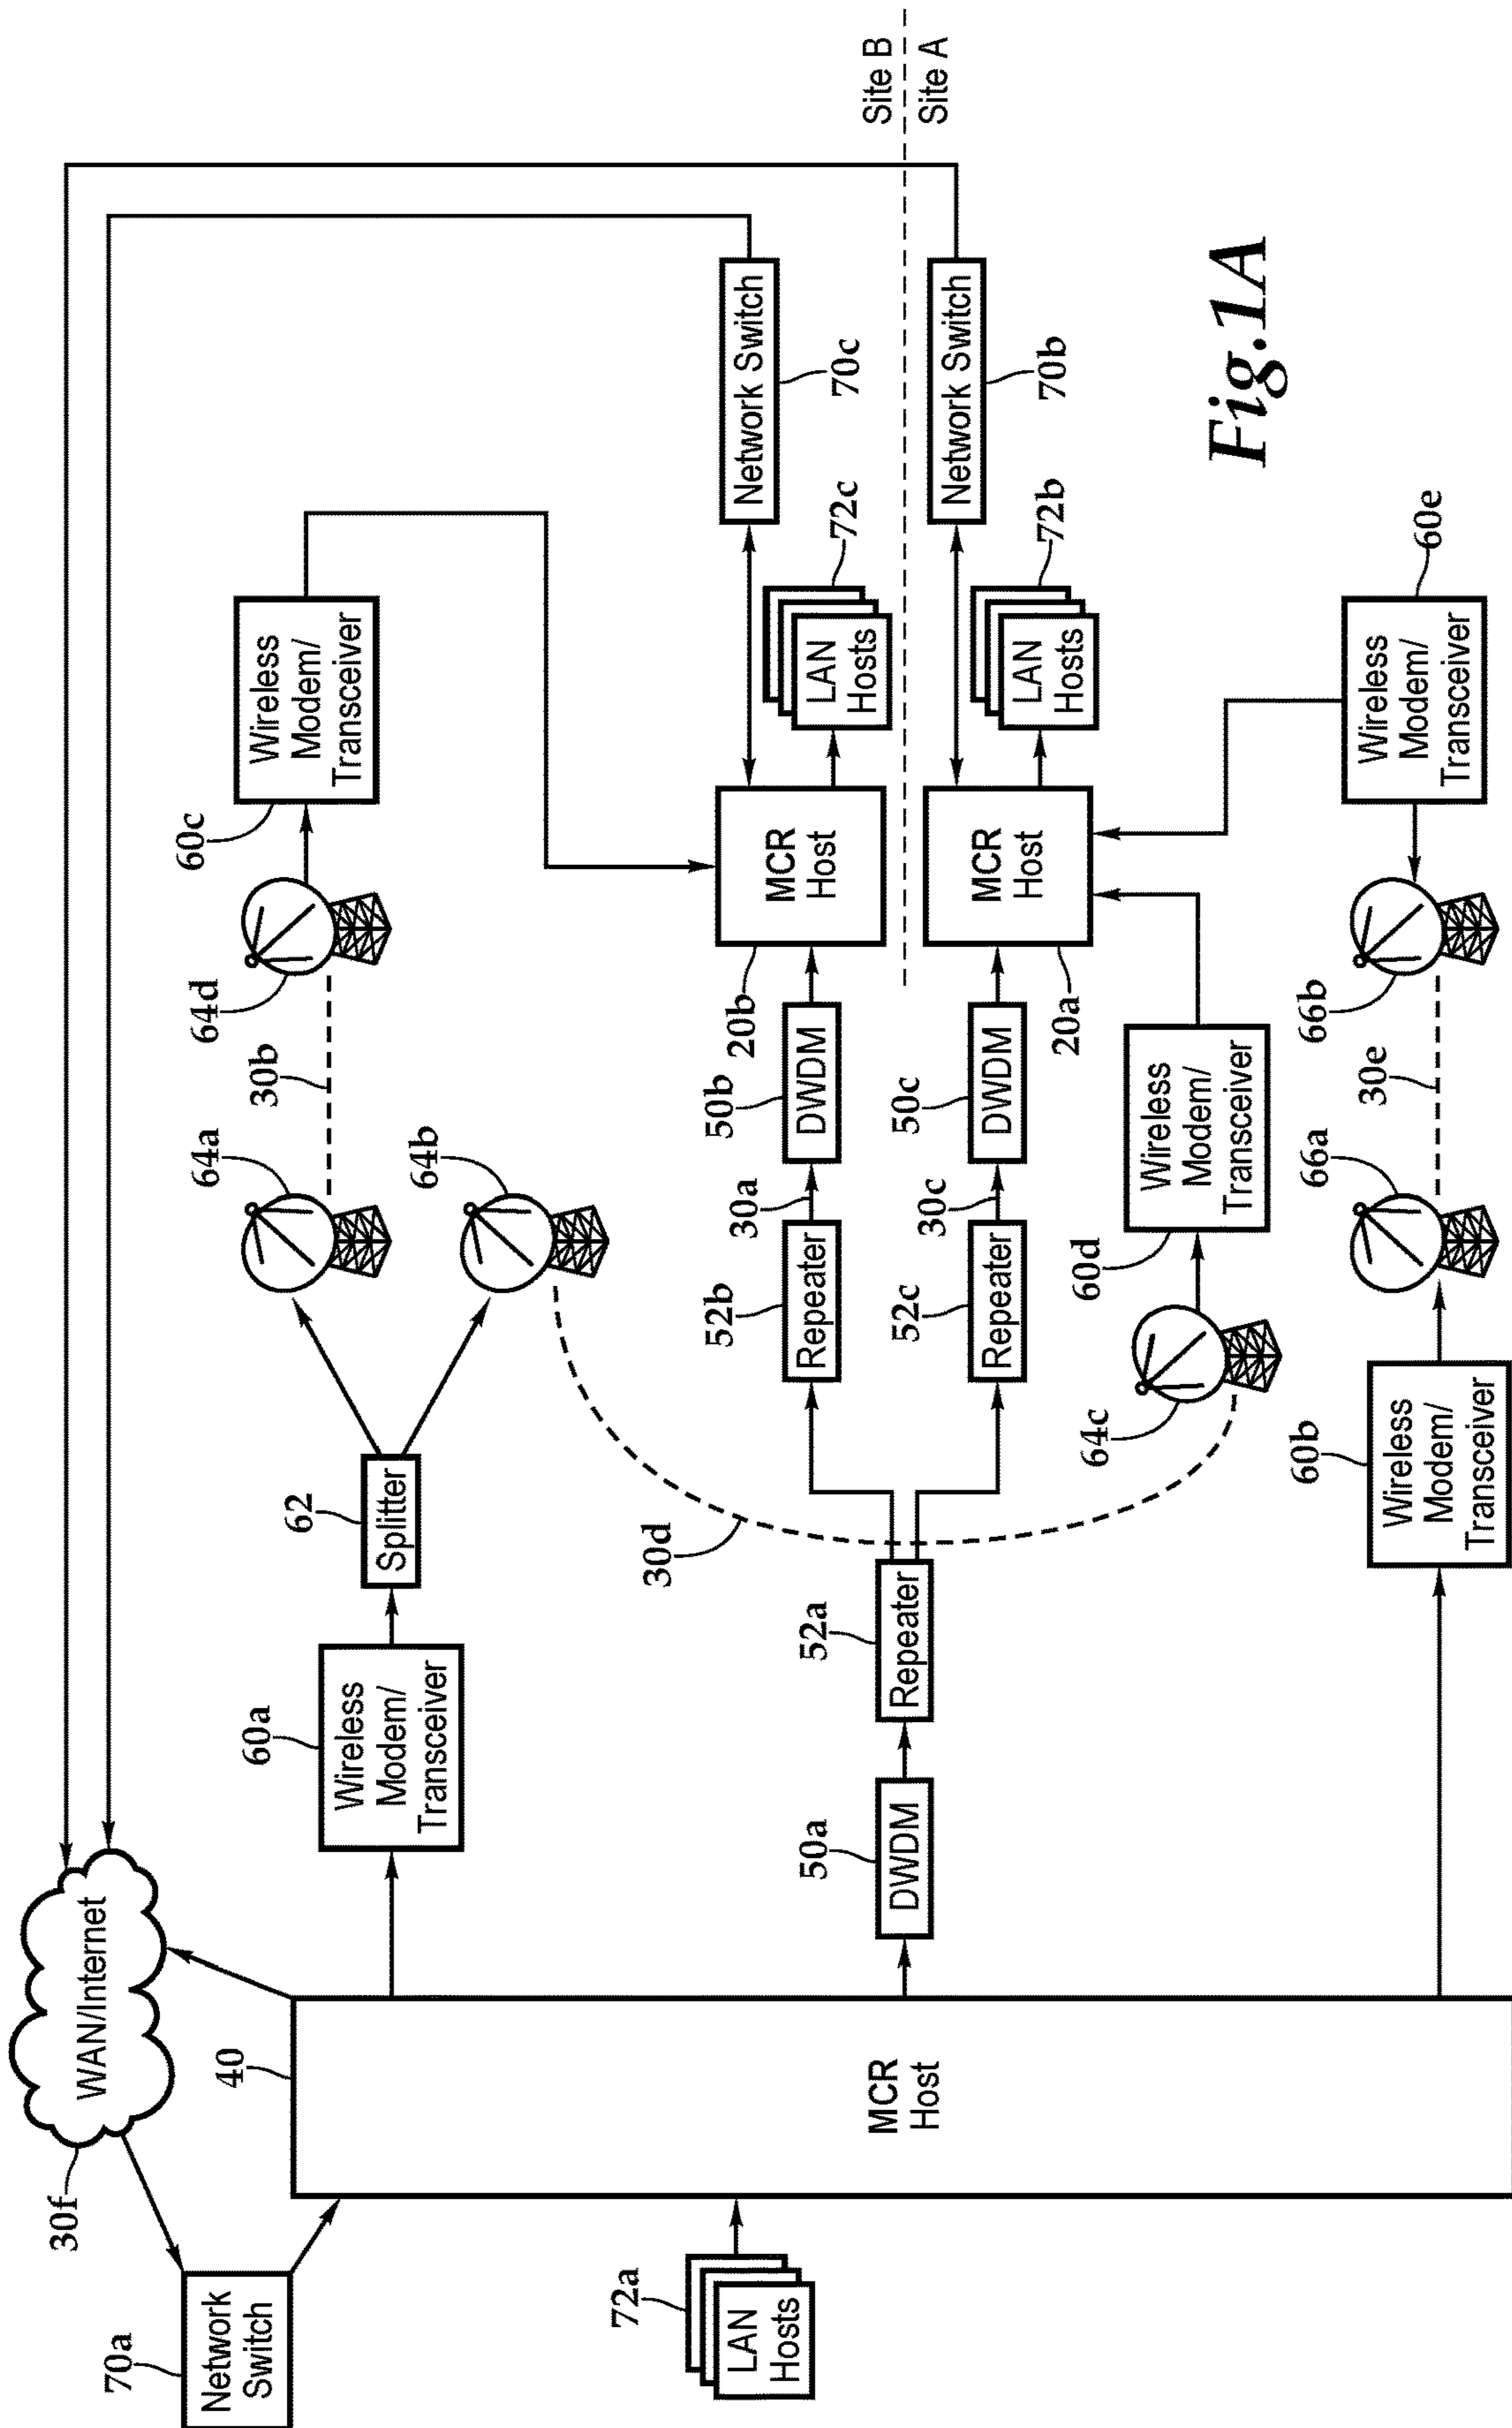 30f
WAN/Internet
70a
Network
Switch
40
MCR
Host
72a
LAN
Hosts
60a
Wireless
Modem/
Transceiver
62
Splitter
64a
64b
30b
64d
60c
Wireless
Modem/
Transceiver
30d
50a
DWDM
52a
Repeater
52b
Repeater
30a
50b
DWDM
20b
MCR
Host
72c
LAN
Hosts
Network Switch
70c
Site B
Site A
52c
Repeater
30c
50c
DWDM
20a
MCR
Host
72b
LAN
Hosts
Network Switch
70b
64c
60d
Wireless
Modem/
Transceiver
60b
Wireless
Modem/
Transceiver
66a
30e
66b
60e
Wireless
Modem/
Transceiver
Fig.1A